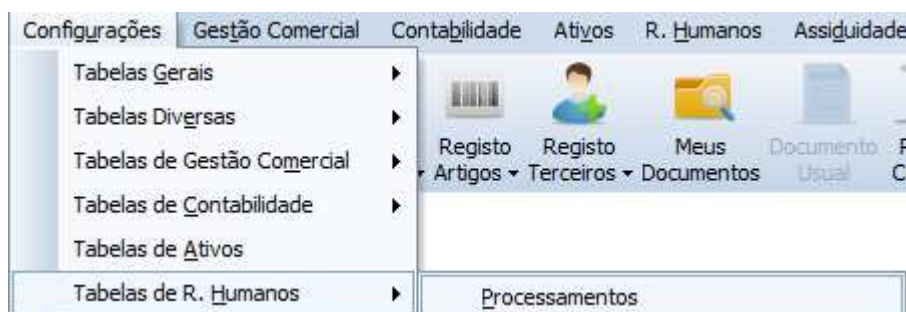 Configurações Gestão Comercial Contabilidade Ativos R. Humanos Assiduidade
Tabelas Gerais
Tabelas Diversas
Tabelas de Gestão Comercial
Tabelas de Contabilidade
Tabelas de Ativos
Tabelas de R. Humanos
Registo Artigos
Registo Terceiros
Meus Documentos
Documento Usual
Processamentos